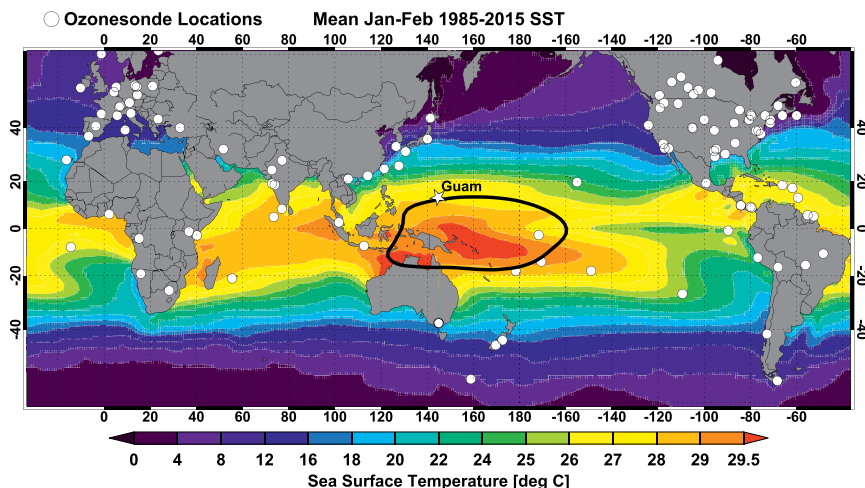 Ozonesonde Locations Mean Jan-Feb 1985-2015 SST
0 20 40 60 80 100 120 140 160 180 -160 -140 -120 -100 -80 -60
40 40
20 Guam 20
0 0
-20 -20
-40 -40
0 20 40 60 80 100 120 140 160 180 -160 -140 -120 -100 -80 -60
0 4 8 12 16 18 20 22 24 25 26 27 28 29 29.5
Sea Surface Temperature [deg C]